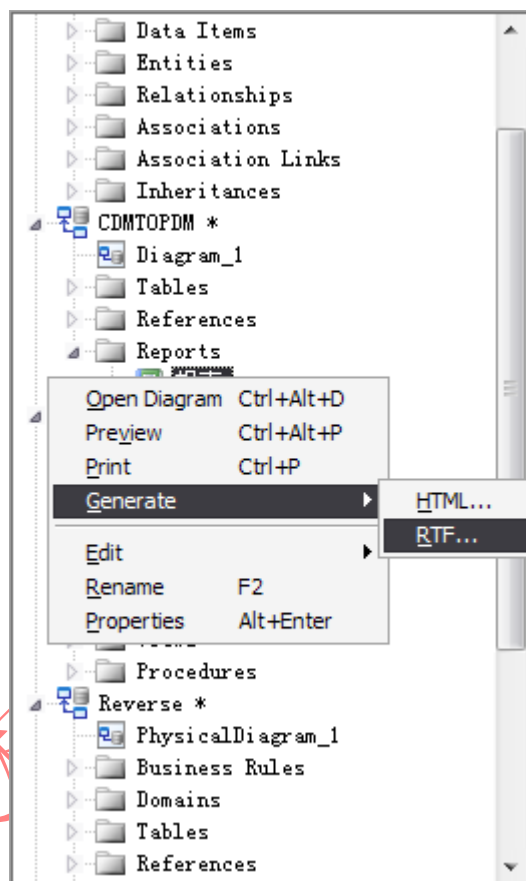 Data Items
Entities
Relationships
Associations
Association Links
Inheritances
CDMTOPDM *
Diagram_1
Tables
References
Reports
Open Diagram Ctrl+Alt+D
Preview Ctrl+Alt+P
Print Ctrl+P
Generate
HTML...
RTF...
Edit
Rename F2
Properties Alt+Enter
Procedures
Reverse *
PhysicalDiagram_1
Business Rules
Domains
Tables
References